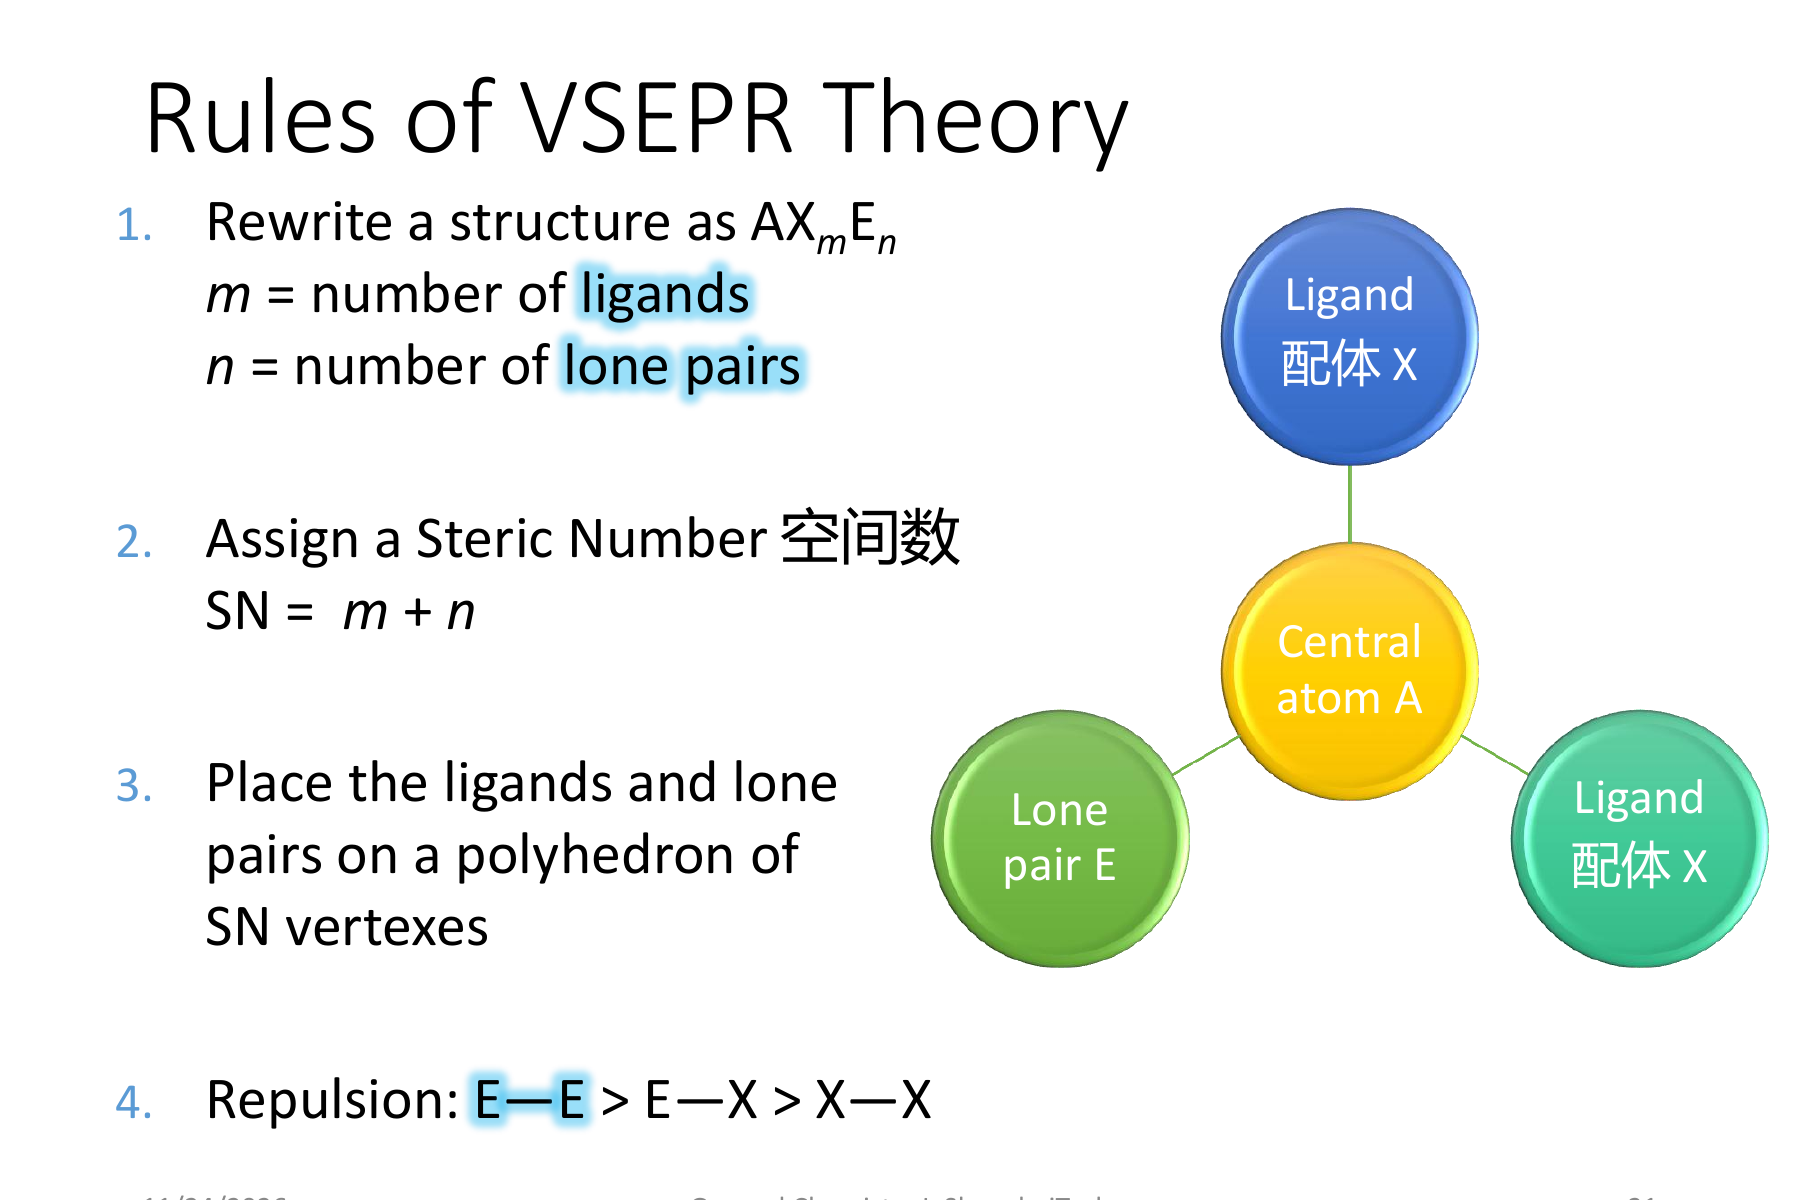 Rules of VSEPR Theory
1. Rewrite a structure as AXmEn
m = number of ligands
n = number of lone pairs
2. Assign a Steric Number 空间数
SN = m + n
3. Place the ligands and lone
pairs on a polyhedron of
SN vertexes
4. Repulsion: E—E > E—X > X—X
Ligand
配体 X
Central
atom A
Lone
pair E
Ligand
配体 X